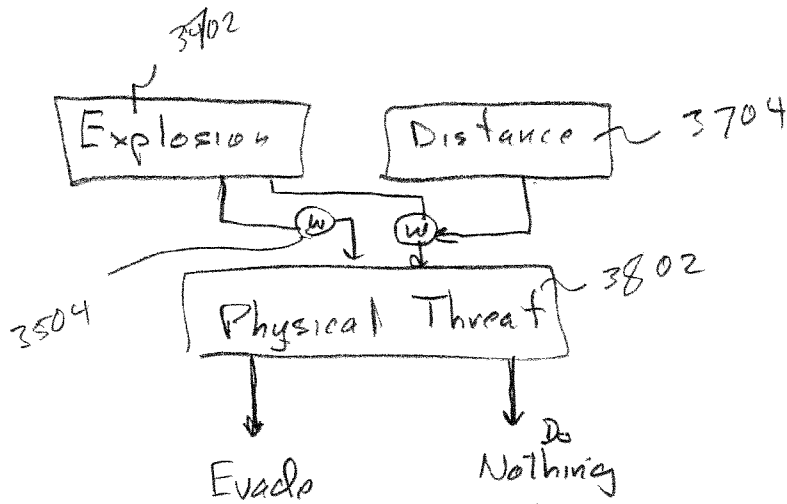 3402
Explosion
Distance
3704
w
w
3504
3802
Physical Threat
Evade
Do
Nothing